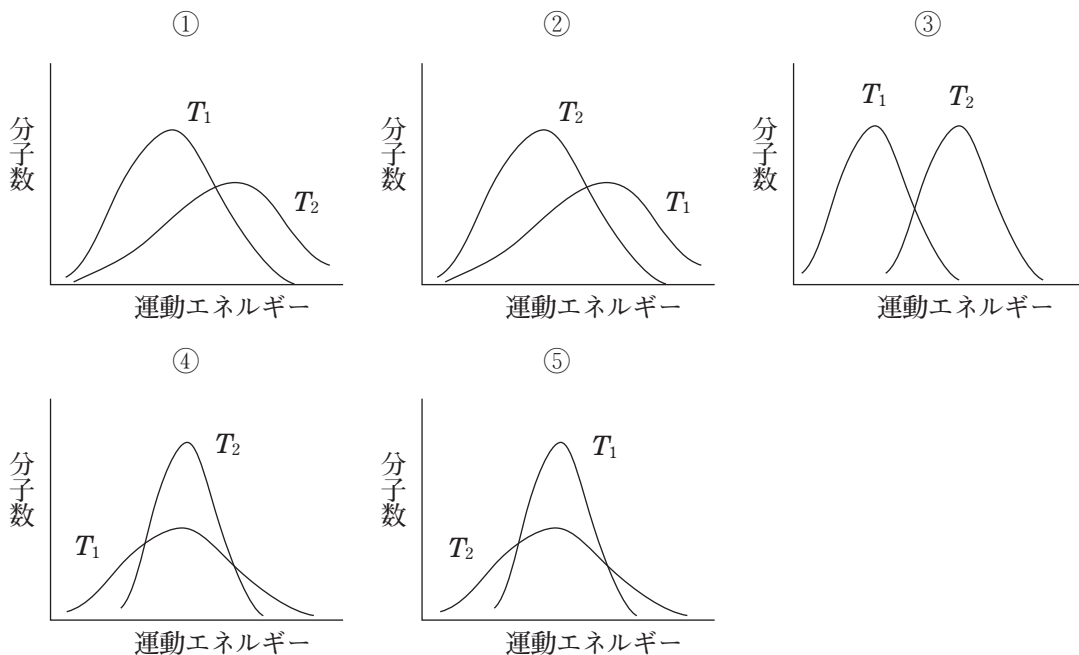 ①
T₁
T₂
分子数
運動エネルギー
②
T₂
T₁
分子数
運動エネルギー
③
T₁
T₂
分子数
運動エネルギー
④
T₂
T₁
分子数
運動エネルギー
⑤
T₁
T₂
分子数
運動エネルギー